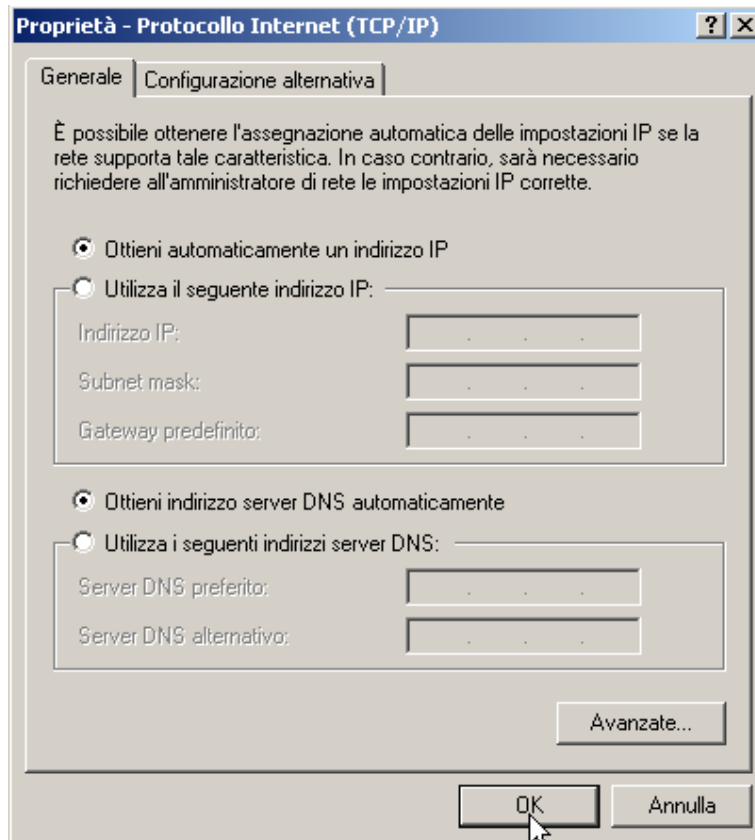 Proprietà - Protocollo Internet (TCP/IP)
Generale
Configurazione alternativa
È possibile ottenere l'assegnazione automatica delle impostazioni IP se la
rete supporta tale caratteristica. In caso contrario, sarà necessario
richiedere all'amministratore di rete le impostazioni IP corrette.
Ottieni automaticamente un indirizzo IP
Utilizza il seguente indirizzo IP:
Indirizzo IP:
Subnet mask:
Gateway predefinito:
Ottieni indirizzo server DNS automaticamente
Utilizza i seguenti indirizzi server DNS:
Server DNS preferito:
Server DNS alternativo:
Avanzate...
OK
Annulla